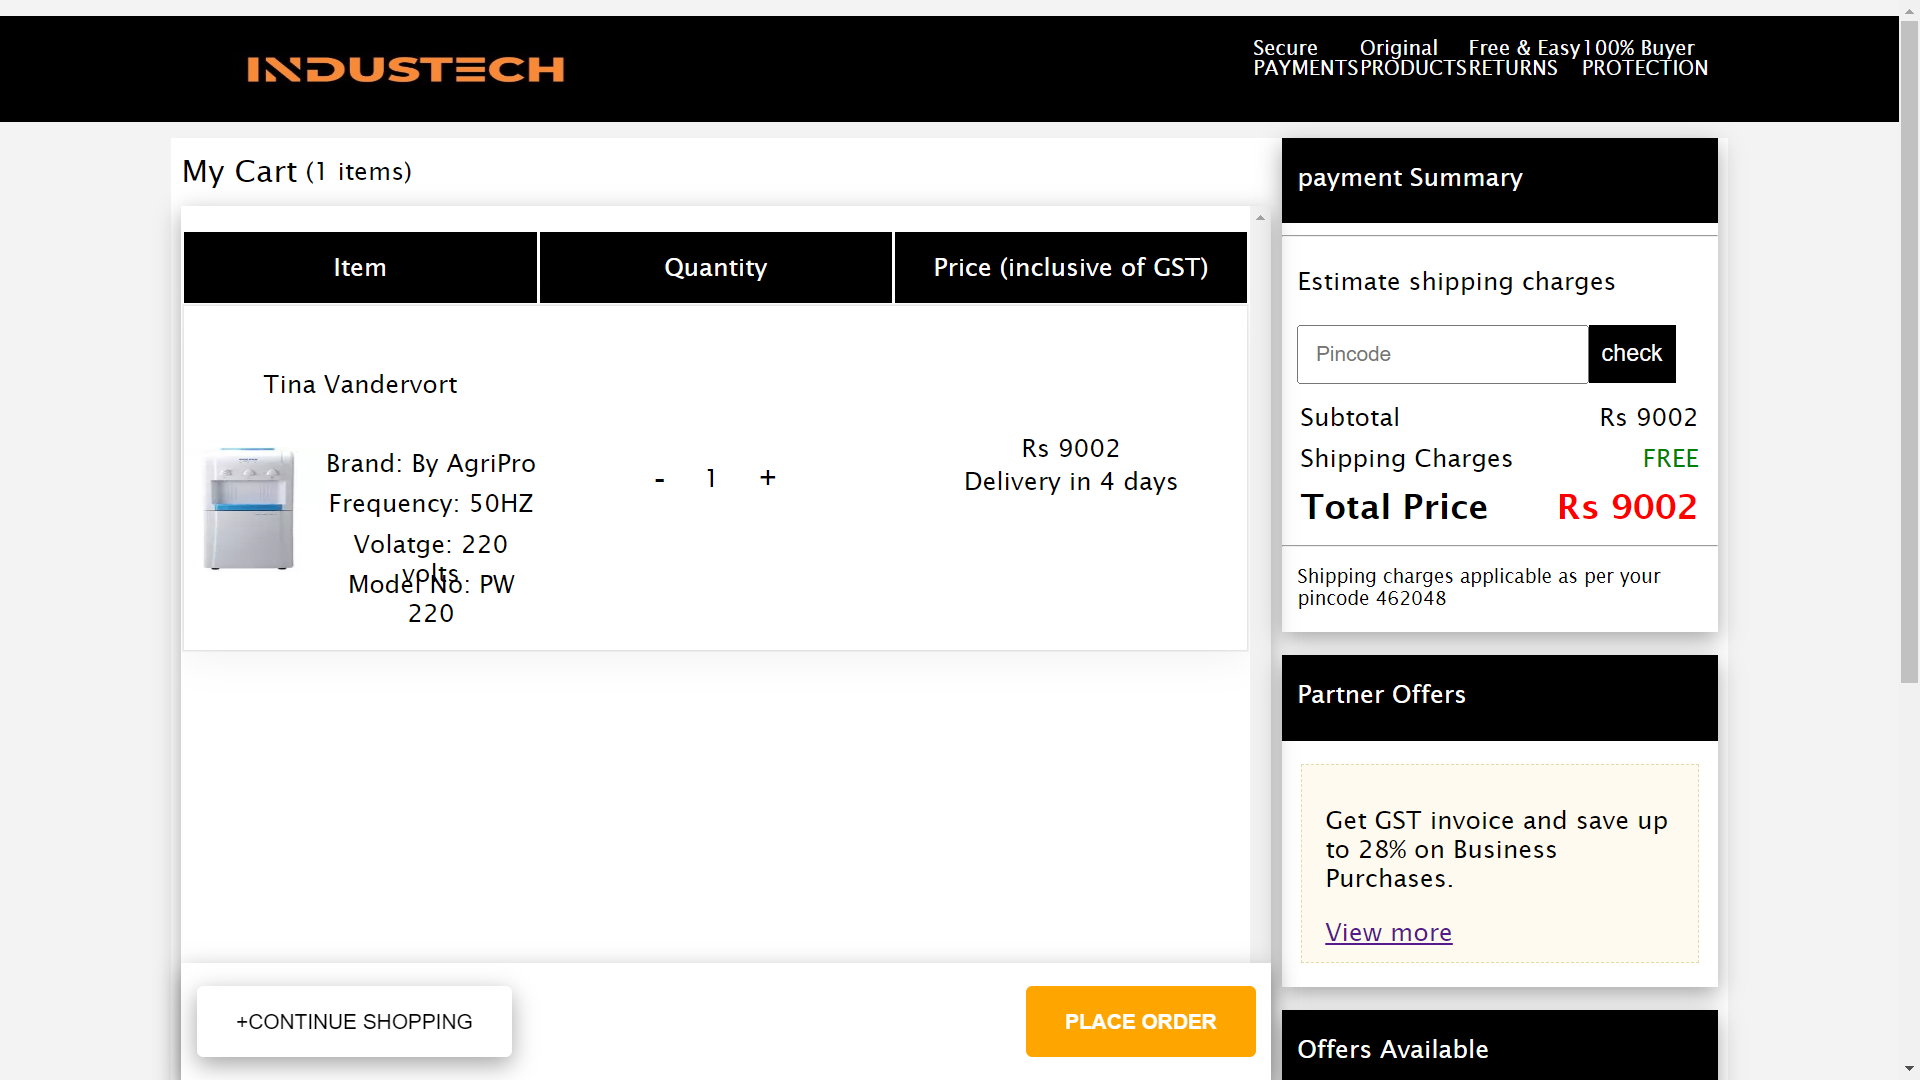 INDUSTECH
Secure PAYMENTS
Original PRODUCTS
Free & Easy RETURNS
100% Buyer PROTECTION
My Cart (1 items)
Item
Quantity
Price (inclusive of GST)
Tina Vandervort
Brand: By AgriPro
Frequency: 50HZ
Volatge: 220
volts
Model No: PW
220
- 1 +
Rs 9002
Delivery in 4 days
+CONTINUE SHOPPING
PLACE ORDER
payment Summary
Estimate shipping charges
Pincode
check
Subtotal Rs 9002
Shipping Charges FREE
Total Price Rs 9002
Shipping charges applicable as per your
pincode 462048
Partner Offers
Get GST invoice and save up
to 28% on Business
Purchases.
View more
Offers Available